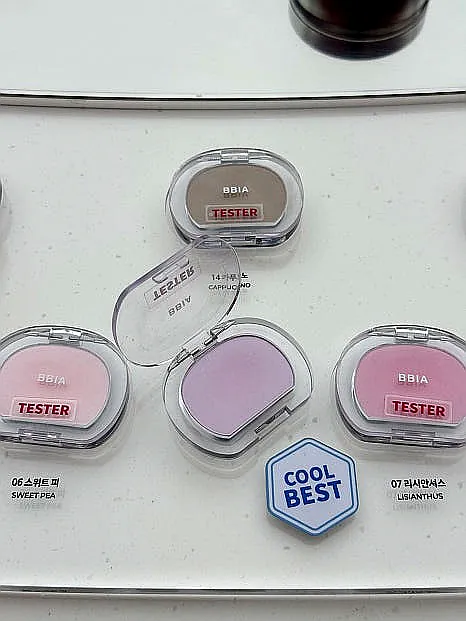 BBIA
TESTER
14 카푸치노
CAPPUCCINO
TESTER
BBIA
BBIA
TESTER
BBIA
TESTER
COOL
BEST
06 스위트 피
SWEET PEA
07 리시안셔스
LISIANTHUS